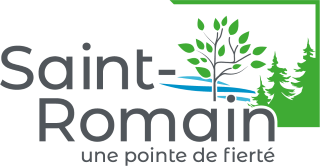 Saint-
Romain
une pointe de fierté